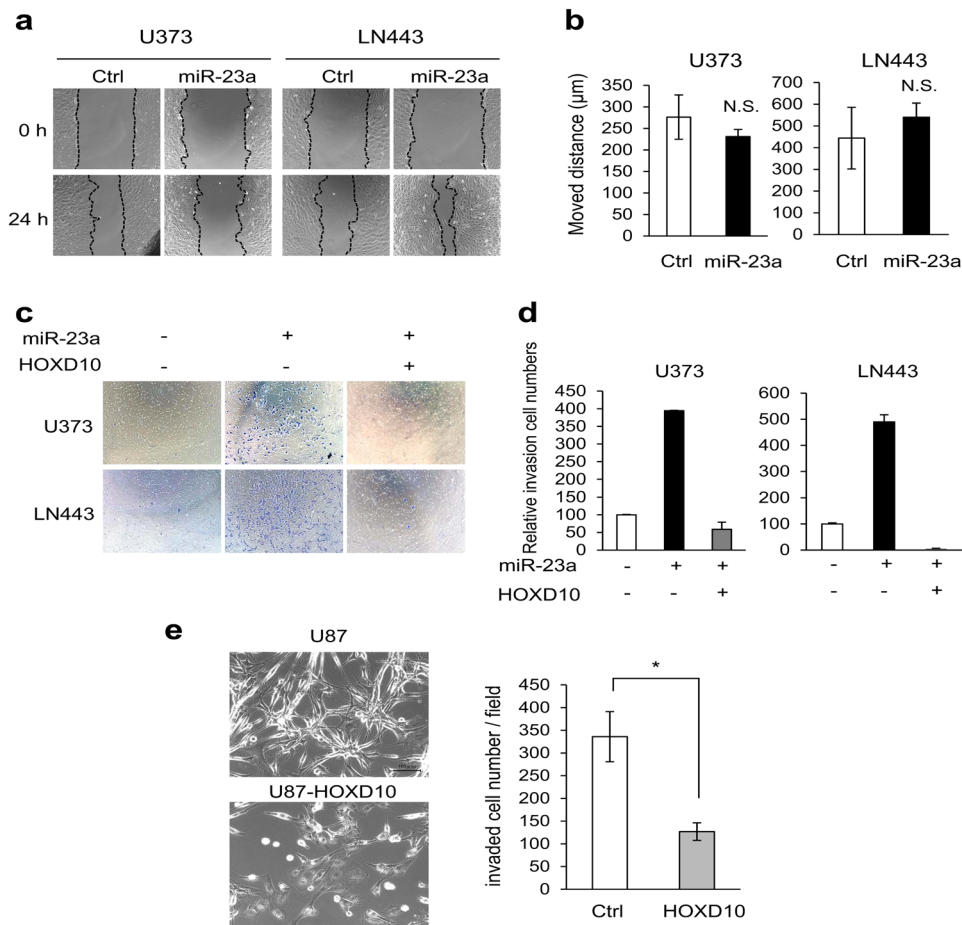 a
U373 LN443
Ctrl miR-23a Ctrl miR-23a
0 h
24 h
b
U373 LN443
Moved distance (µm)
350
300
250
200
150
100
50
0
N.S.
Ctrl miR-23a
700
600
500
400
300
200
100
0
N.S.
Ctrl miR-23a
c
miR-23a - + +
HOXD10 - - +
U373
LN443
d
U373 LN443
Relative invasion cell numbers
450
400
350
300
250
200
150
100
50
0
600
500
400
300
200
100
0
miR-23a - + + - + +
HOXD10 - - + - - +
e
U87
U87-HOXD10
invaded cell number / field
450
400
350
300
250
200
150
100
50
0
*
Ctrl HOXD10